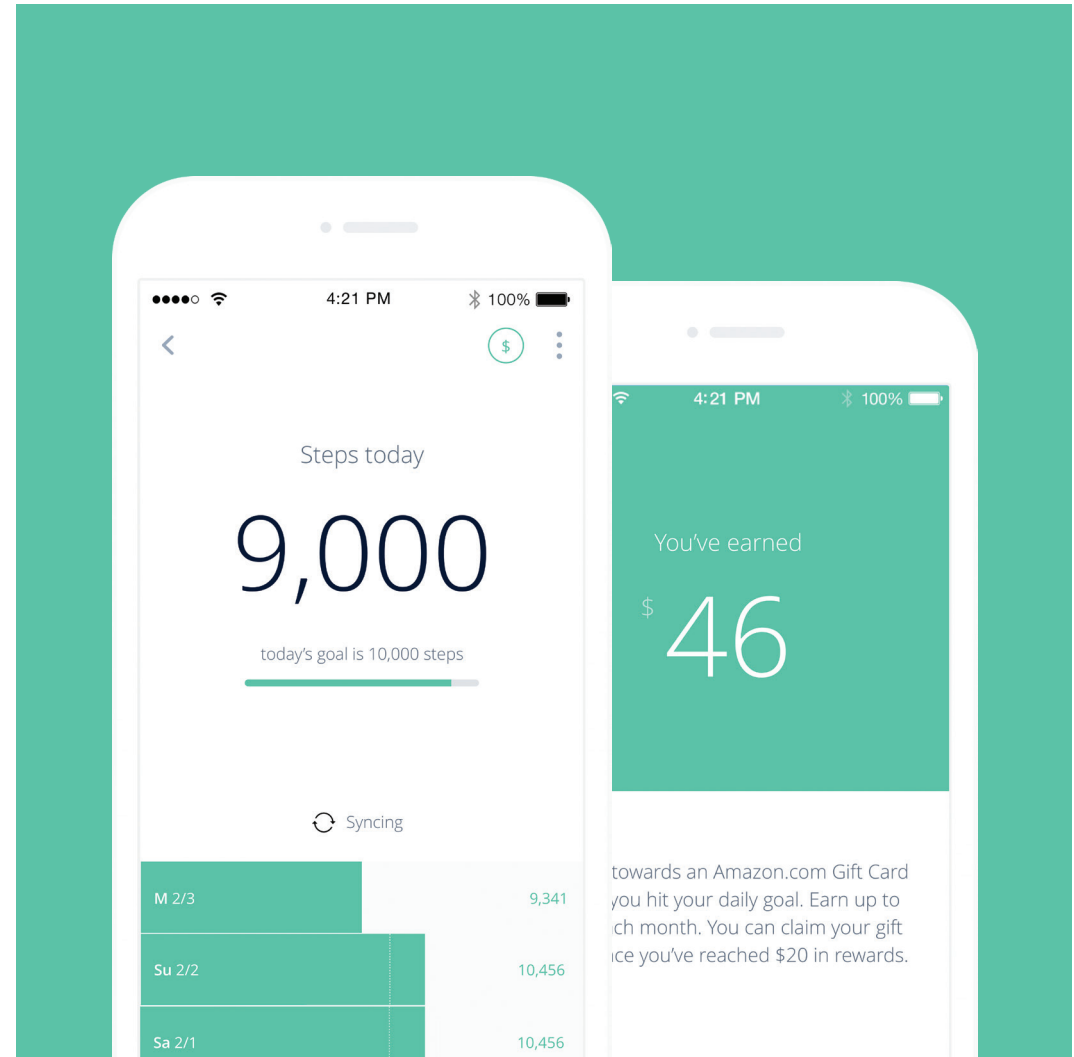 4:21 PM
100%
$
Steps today
9,000
today's goal is 10,000 steps
Syncing
M 2/3
9,341
Su 2/2
10,456
Sa 2/1
10,456
4:21 PM
100%
You've earned
$ 46
towards an Amazon.com Gift Card
you hit your daily goal. Earn up to
month. You can claim your gift
you've reached $20 in rewards.